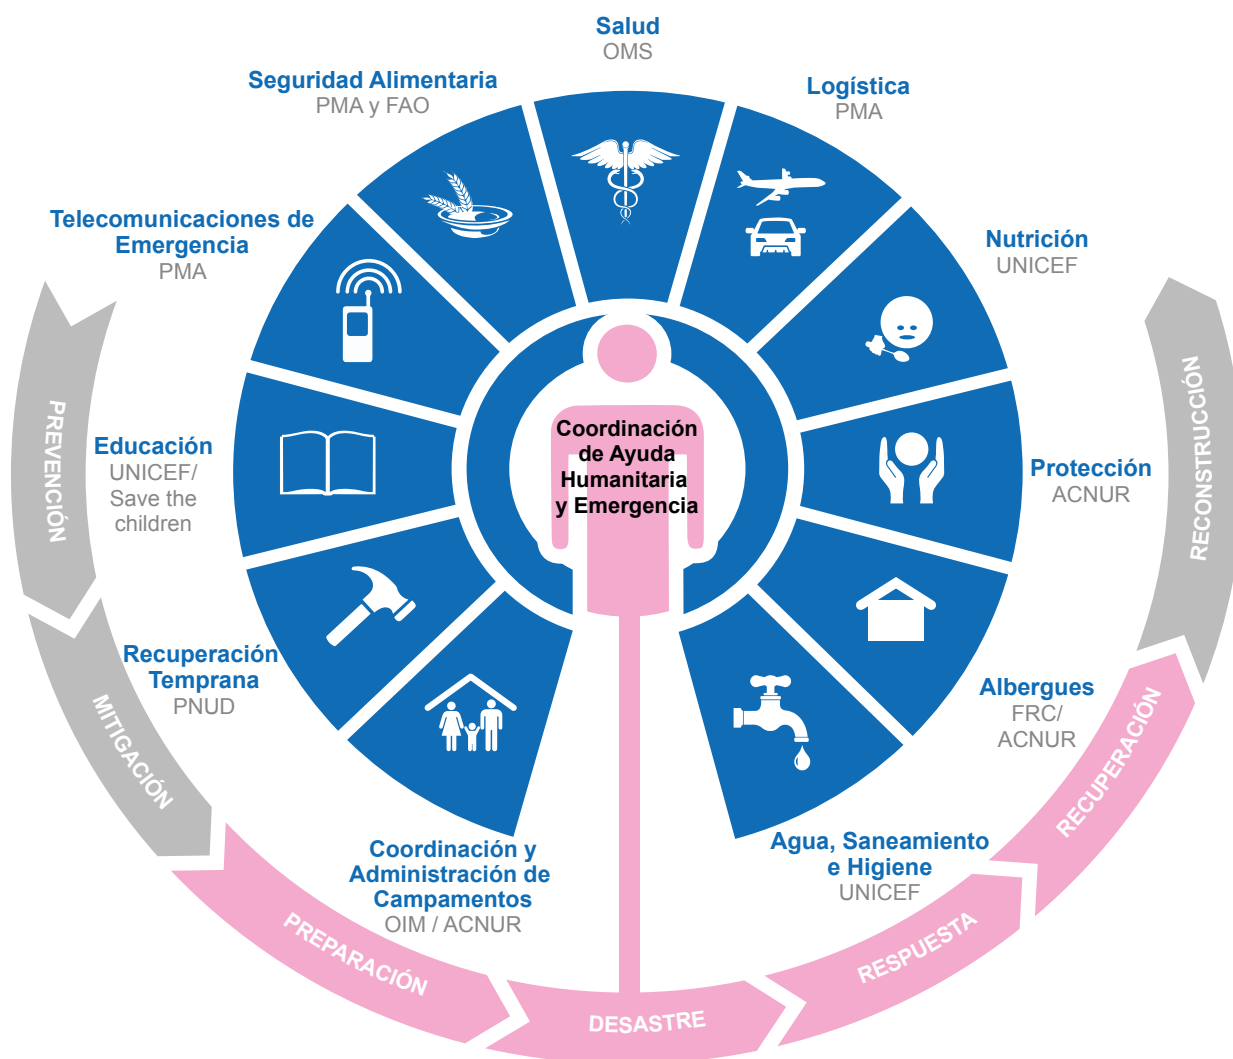 Salud
OMS
Seguridad Alimentaria
PMA y FAO
Logística
PMA
Telecomunicaciones de
Emergencia
PMA
Nutrición
UNICEF
Educación
UNICEF/
Save the
children
Coordinación
de Ayuda
Humanitaria
y Emergencia
Protección
ACNUR
Recuperación
Temprana
PNUD
Albergues
FRC/
ACNUR
Coordinación y
Administración de
Campamentos
OIM / ACNUR
Agua, Saneamiento
e Higiene
UNICEF
PREVENCIÓN
MITIGACIÓN
PREPARACIÓN
DESASTRE
RESPUESTA
RECUPERACIÓN
RECONSTRUCCIÓN